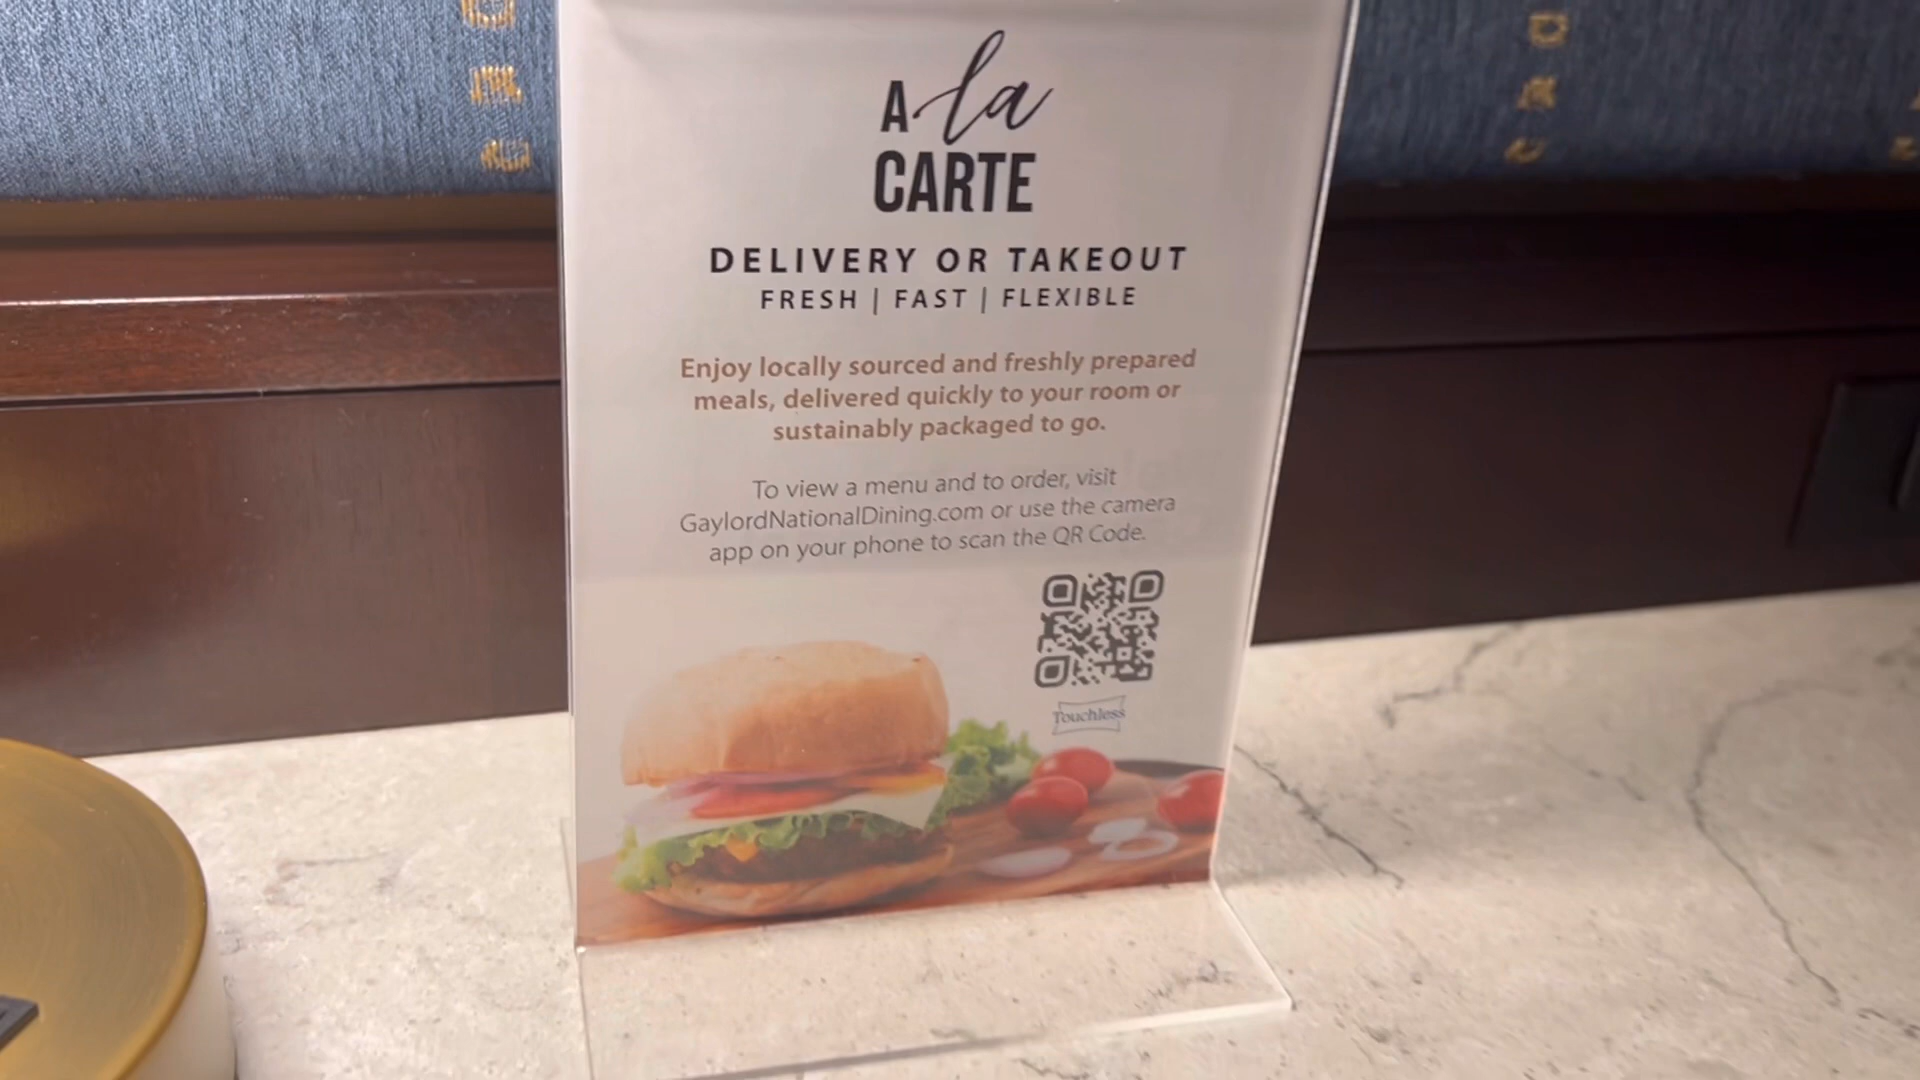 A la
CARTE
DELIVERY OR TAKEOUT
FRESH | FAST | FLEXIBLE
Enjoy locally sourced and freshly prepared
meals, delivered quickly to your room or
sustainably packaged to go.
To view a menu and to order, visit
GaylordNationalDining.com or use the camera
app on your phone to scan the QR Code.
Touchless